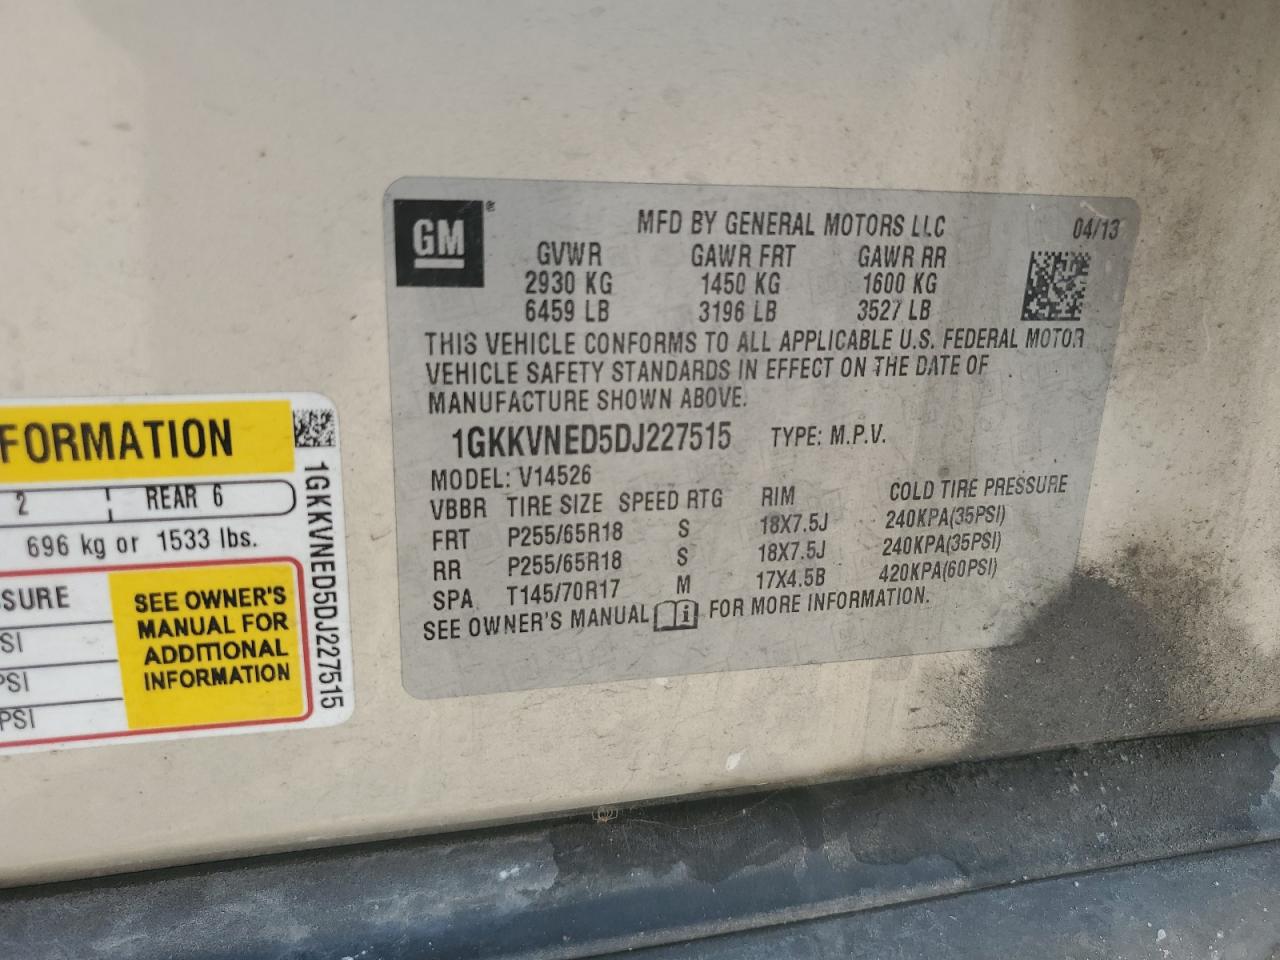 GM®
MFD BY GENERAL MOTORS LLC 04/13
GVWR GAWR FRT GAWR RR
2930 KG 1450 KG 1600 KG
6459 LB 3196 LB 3527 LB
THIS VEHICLE CONFORMS TO ALL APPLICABLE U.S. FEDERAL MOTOR
VEHICLE SAFETY STANDARDS IN EFFECT ON THE DATE OF
MANUFACTURE SHOWN ABOVE.
1GKKVNED5DJ227515 TYPE: M.P.V.
MODEL: V14526
VBBR TIRE SIZE SPEED RTG RIM COLD TIRE PRESSURE
FRT P255/65R18 S 18X7.5J 240KPA(35PSI)
RR P255/65R18 S 18X7.5J 240KPA(35PSI)
SPA T145/70R17 M 17X4.5B 420KPA(60PSI)
SEE OWNER'S MANUAL FOR MORE INFORMATION.
FORMATION
2 REAR 6
696 kg or 1533 lbs.
SURE
SI
PSI
PSI
SEE OWNER'S
MANUAL FOR
ADDITIONAL
INFORMATION
1GKKVNED5DJ227515